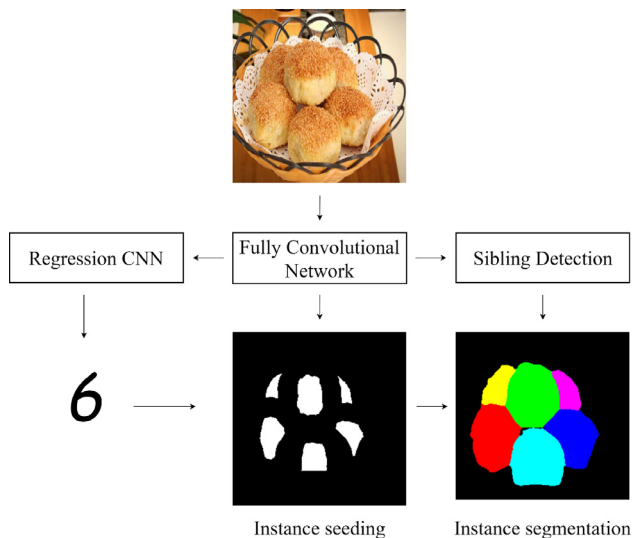 Regression CNN
Fully Convolutional
Network
Sibling Detection
6
Instance seeding
Instance segmentation